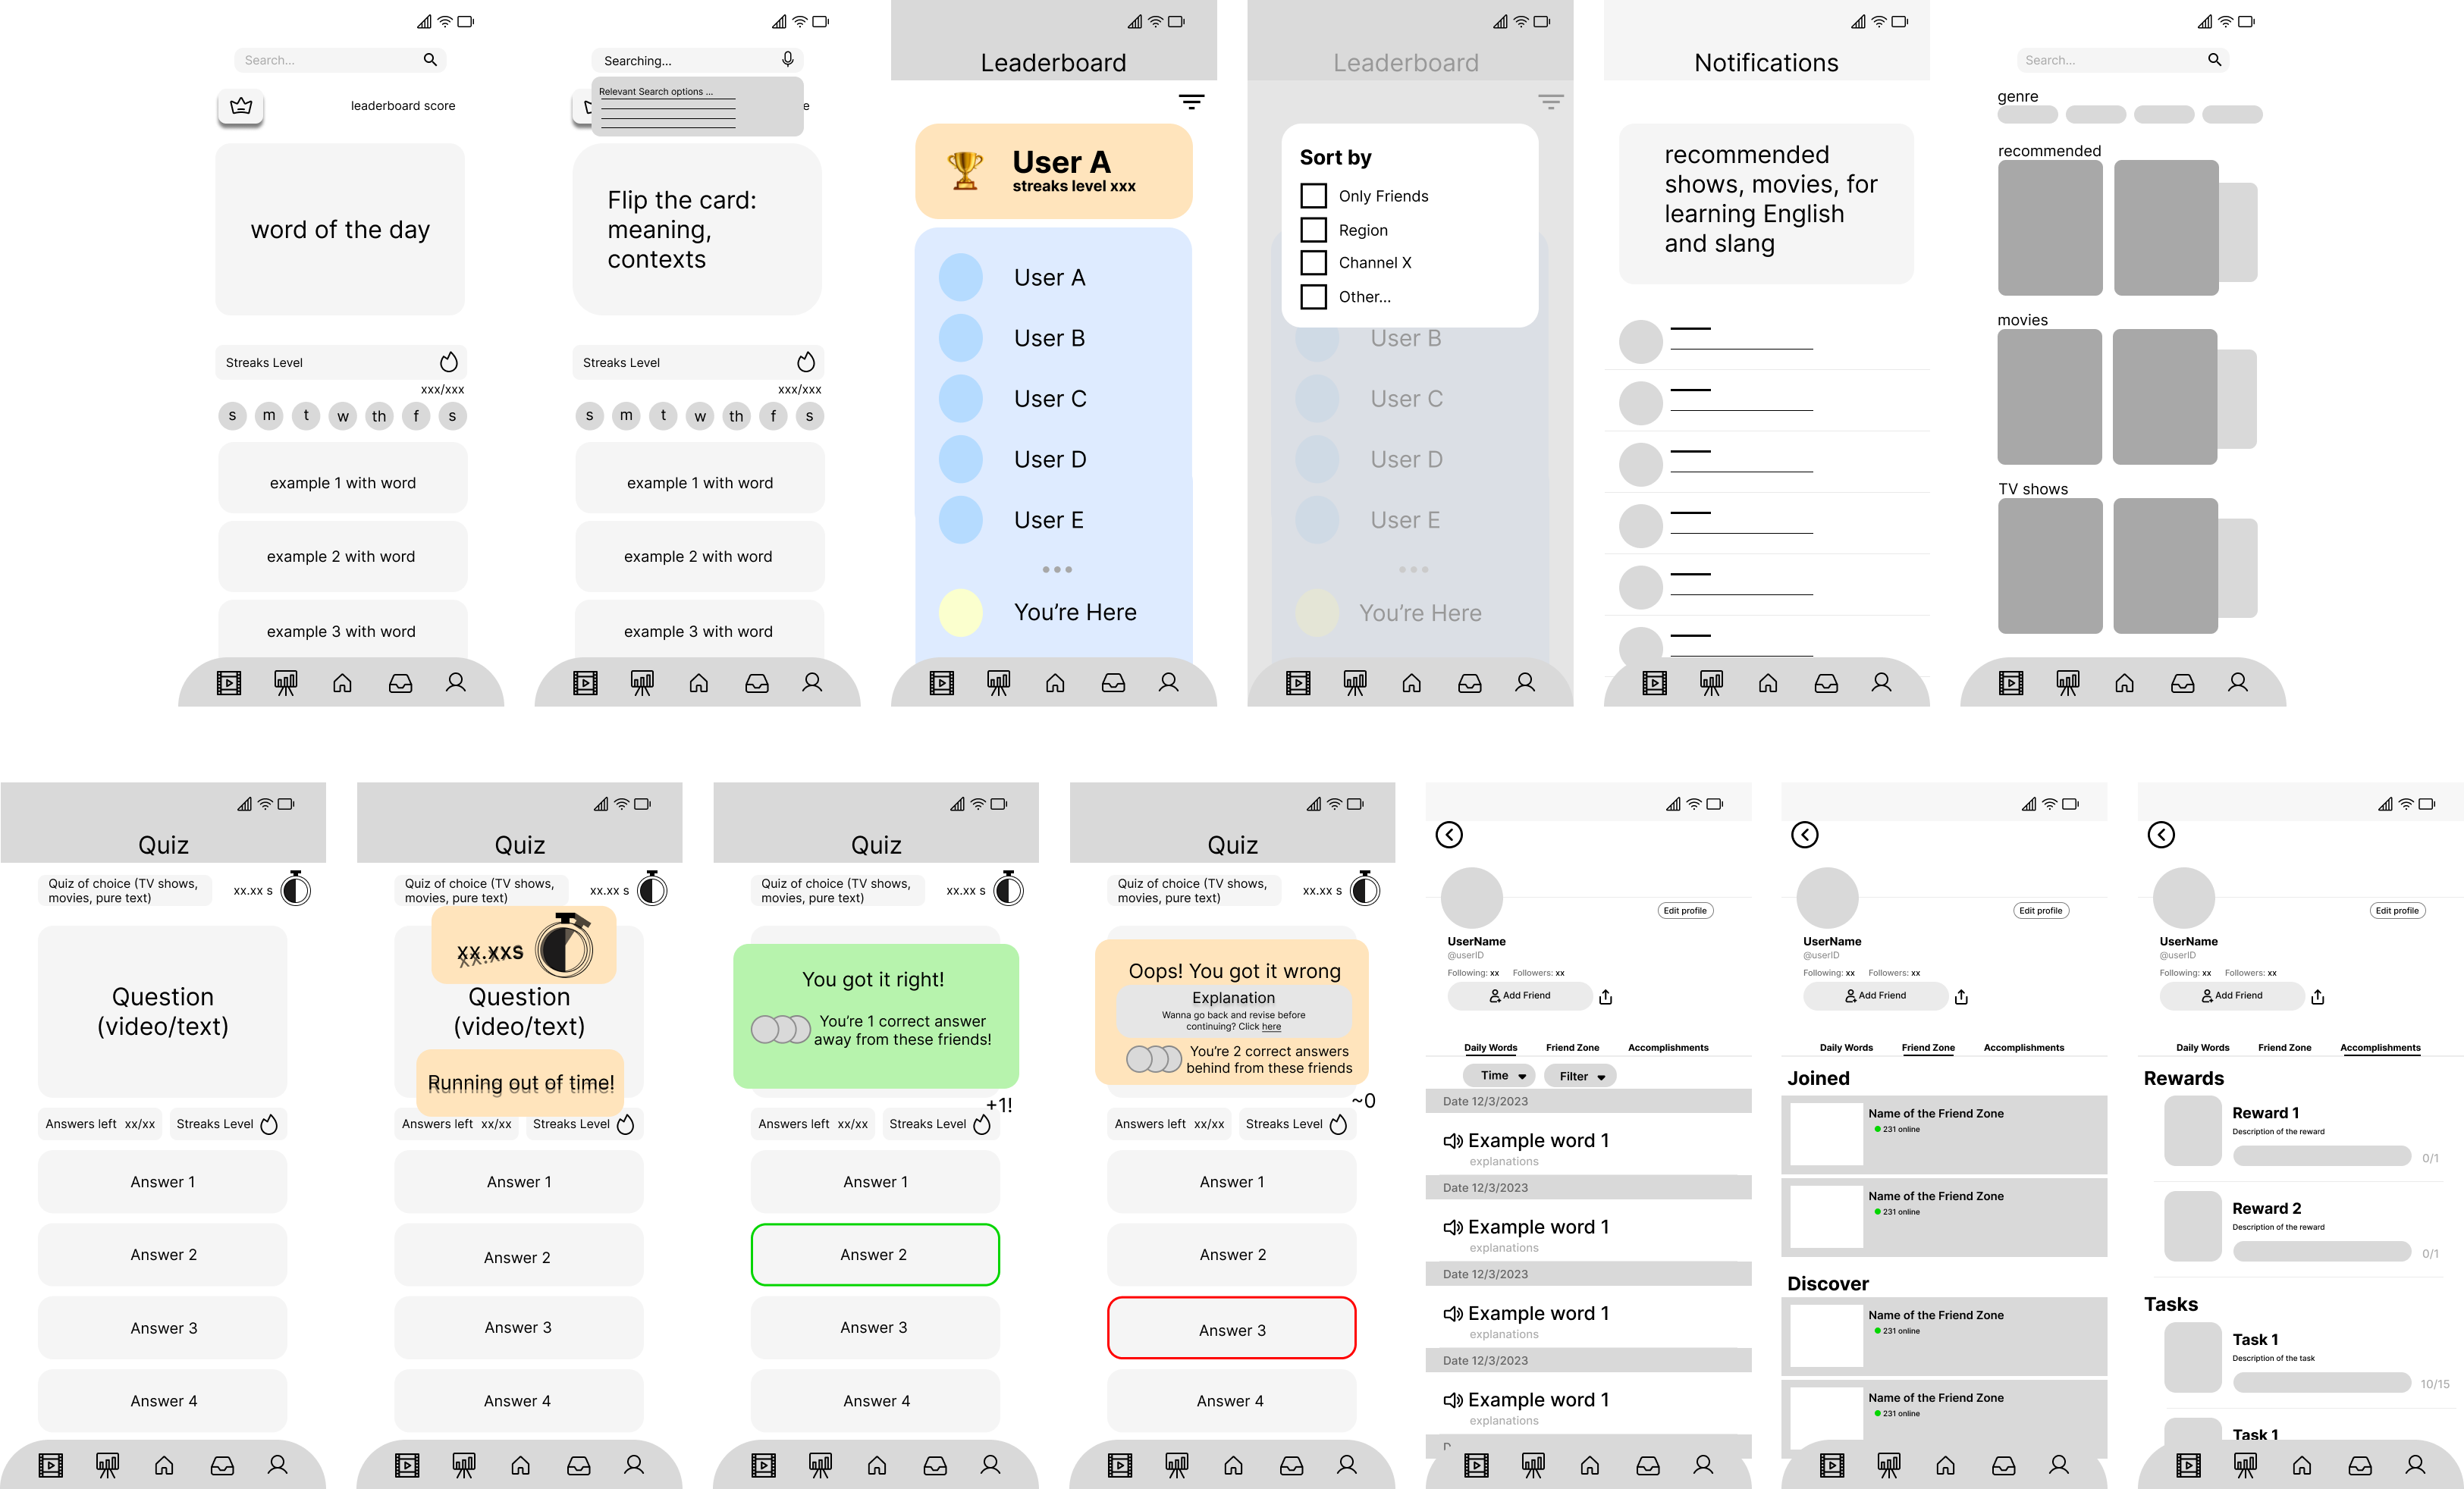 Search...
leaderboard score
word of the day
Streaks Level
xxx/xxx
s m t w th f s
example 1 with word
example 2 with word
example 3 with word
Searching...
Relevant Search options ...
e
Flip the card:
meaning,
contexts
Streaks Level
xxx/xxx
s m t w th f s
example 1 with word
example 2 with word
example 3 with word
Leaderboard
User A
streaks level xxx
User A
User B
User C
User D
User E
You're Here
Leaderboard
Sort by
Only Friends
Region
Channel X
Other...
User B
User C
User D
User E
You're Here
Notifications
recommended
shows, movies, for
learning English
and slang
Search...
genre
recommended
movies
TV shows
Quiz
Quiz of choice (TV shows,
movies, pure text)
xx.xx s
Question
(video/text)
Answers left xx/xx
Streaks Level
Answer 1
Answer 2
Answer 3
Answer 4
Quiz
Quiz of choice (TV shows,
movies, pure text)
xx.xx s
xx.xxs
Question
(video/text)
Running out of time!
Answers left xx/xx
Streaks Level
Answer 1
Answer 2
Answer 3
Answer 4
Quiz
Quiz of choice (TV shows,
movies, pure text)
xx.xx s
You got it right!
You're 1 correct answer
away from these friends!
+1!
Answers left xx/xx
Streaks Level
Answer 1
Answer 2
Answer 3
Answer 4
Quiz
Quiz of choice (TV shows,
movies, pure text)
xx.xx s
Oops! You got it wrong
Explanation
Wanna go back and revise before
continuing? Click here
You're 2 correct answers
behind from these friends
~0
Answers left xx/xx
Streaks Level
Answer 1
Answer 2
Answer 3
Answer 4
Edit profile
UserName
@userID
Following: xx Followers: xx
Add Friend
Daily Words Friend Zone Accomplishments
Time Filter
Date 12/3/2023
Example word 1
explanations
Date 12/3/2023
Example word 1
explanations
Date 12/3/2023
Example word 1
explanations
Date 12/3/2023
Example word 1
explanations
Edit profile
UserName
@userID
Following: xx Followers: xx
Add Friend
Daily Words Friend Zone Accomplishments
Joined
Name of the Friend Zone
231 online
Name of the Friend Zone
231 online
Discover
Name of the Friend Zone
231 online
Name of the Friend Zone
231 online
Edit profile
UserName
@userID
Following: xx Followers: xx
Add Friend
Daily Words Friend Zone Accomplishments
Rewards
Reward 1
Description of the reward
0/1
Reward 2
Description of the reward
0/1
Tasks
Task 1
Description of the task
10/15
Task 1